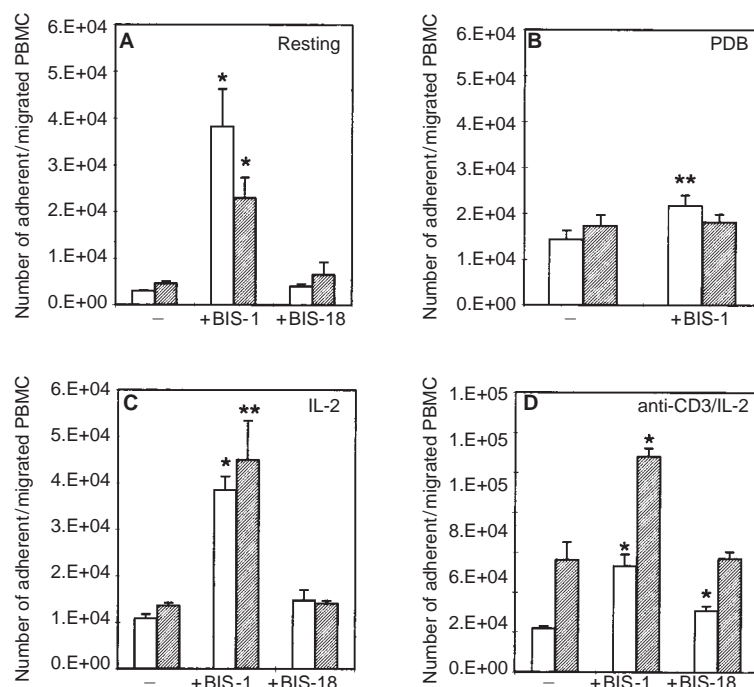 Number of adherent/migrated PBMC
6.E+04
5.E+04
4.E+04
3.E+04
2.E+04
1.E+04
0.E+00
A
Resting
*
*
–
+BIS-1
+BIS-18
Number of adherent/migrated PBMC
6.E+04
5.E+04
4.E+04
3.E+04
2.E+04
1.E+04
0.E+00
B
PDB
**
–
+BIS-1
Number of adherent/migrated PBMC
6.E+04
5.E+04
4.E+04
3.E+04
2.E+04
1.E+04
0.E+00
C
IL-2
*
**
–
+BIS-1
+BIS-18
Number of adherent/migrated PBMC
1.E+05
1.E+05
1.E+05
8.E+04
6.E+04
4.E+04
2.E+04
0.E+00
D
anti-CD3/IL-2
*
*
*
–
+BIS-1
+BIS-18